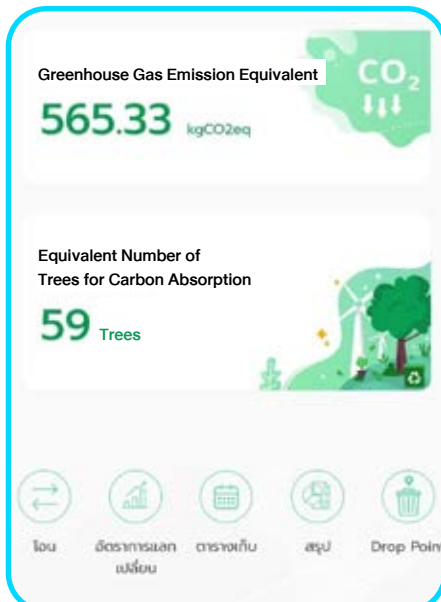 Greenhouse Gas Emission Equivalent
CO₂
565.33 kgCO2eq
Equivalent Number of
Trees for Carbon Absorption
59 Trees
โอน อัตราการแลก ตารางเก็บ สรุป Drop Poin
เปลี่ยน